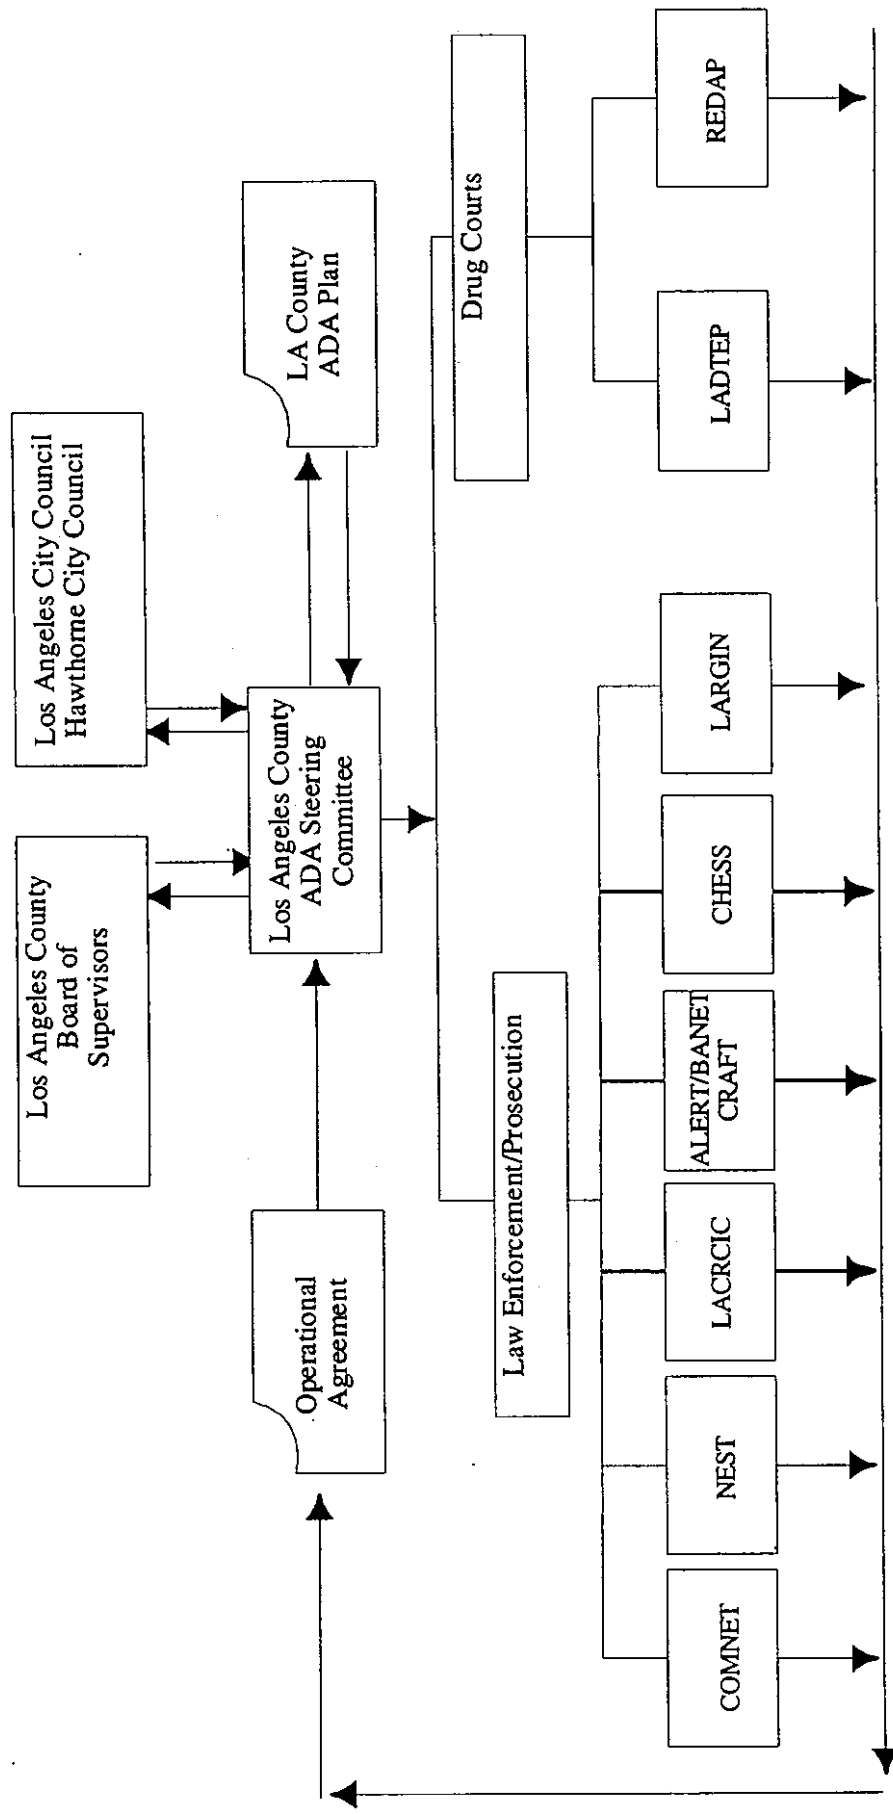 Los Angeles County
Board of
Supervisors
Los Angeles City Council
Hawthorne City Council
Operational
Agreement
Los Angeles County
ADA Steering
Committee
LA County
ADA Plan
Law Enforcement/Prosecution
Drug Courts
COMNET
NEST
LACRCIC
ALERT/BANET
CRAFT
CHESS
LARGIN
LADTEP
REDAP